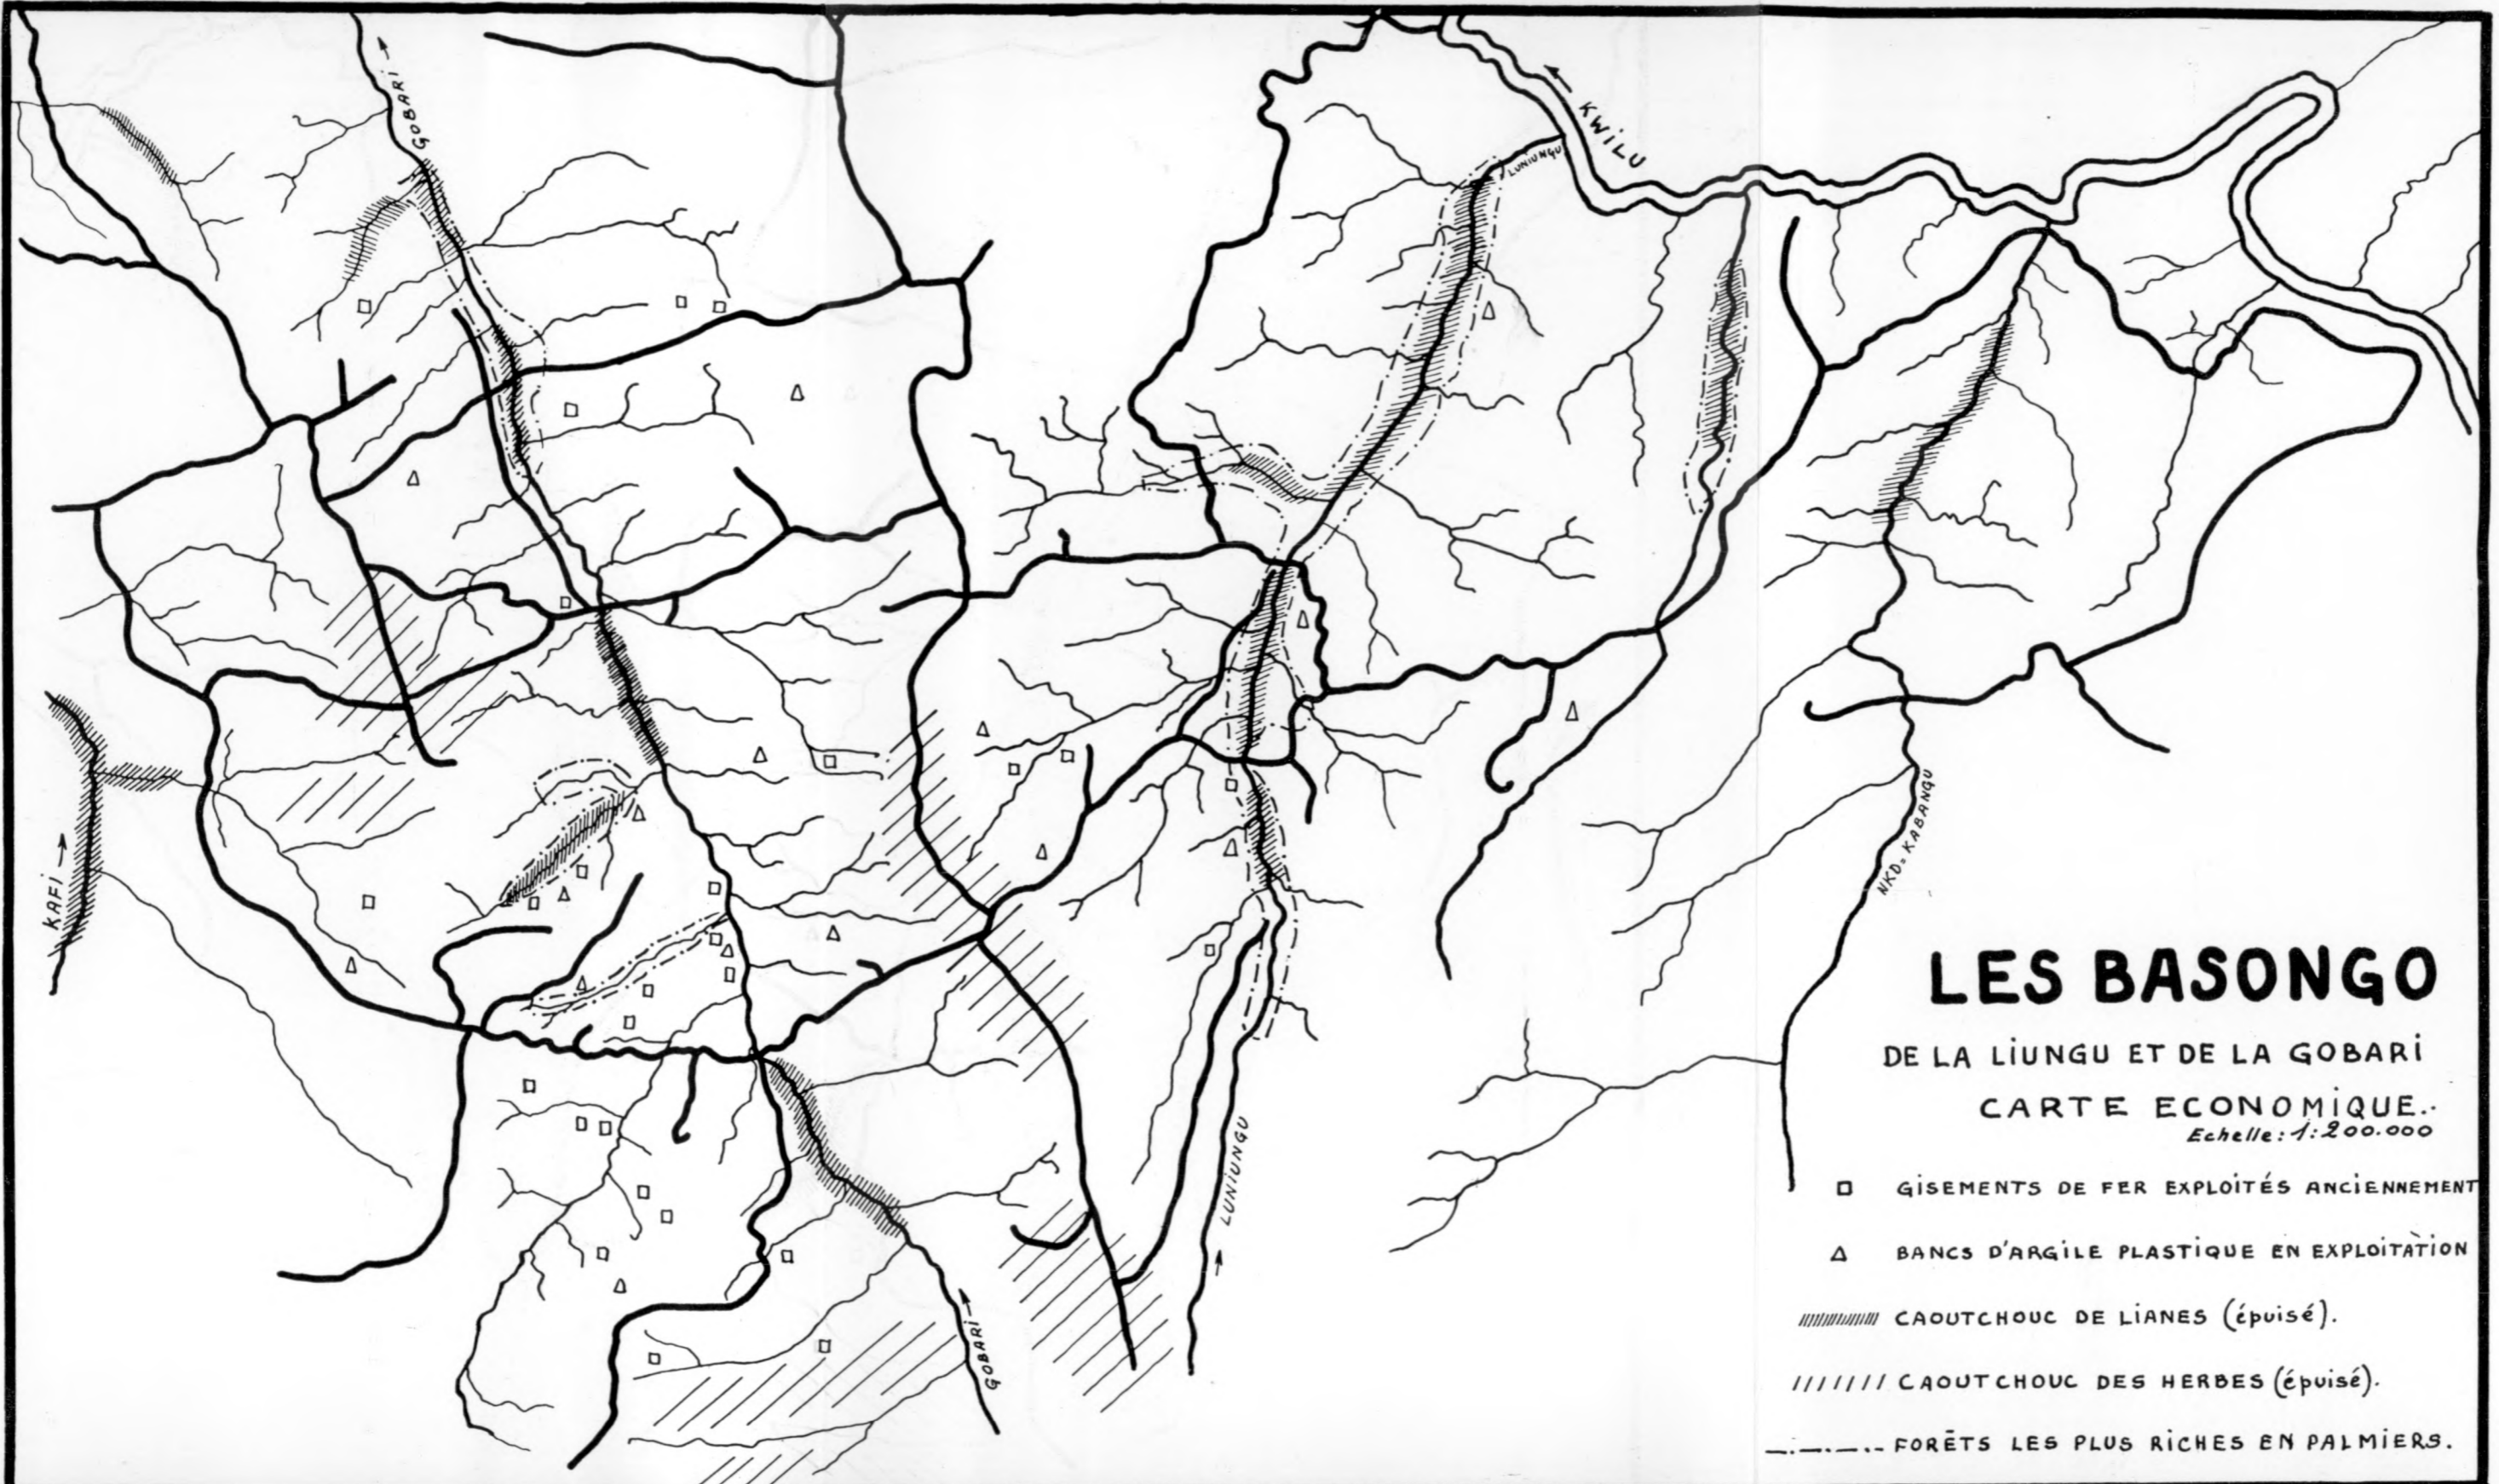 GOBARI
KWILU
LUNIUNGU
KAFI
NKO=KABANGU
LUNIUNGU
GOBARI
LES BASONGO
DE LA LIUNGU ET DE LA GOBARI
CARTE ECONOMIQUE.
Echelle: 1:200.000
GISEMENTS DE FER EXPLOITÉS ANCIENNEMENT
BANCS D'ARGILE PLASTIQUE EN EXPLOITATION
CAOUTCHOUC DE LIANES (épuisé).
CAOUTCHOUC DES HERBES (épuisé).
FORÊTS LES PLUS RICHES EN PALMIERS.